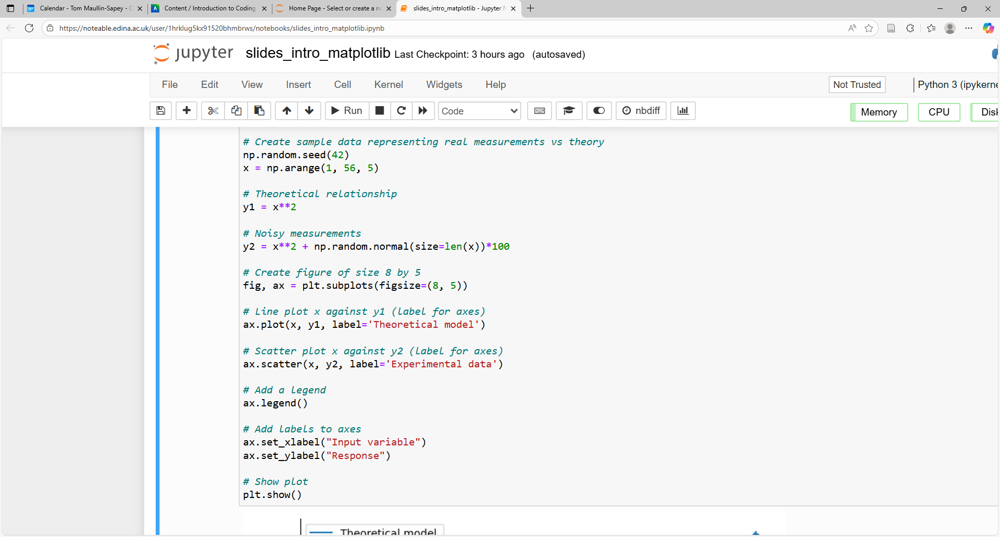 Calendar - Tom Maullin-Sapey -
Content / Introduction to Coding
Home Page - Select or create a
slides_intro_matplotlib - Jupyter
https://noteable.edina.ac.uk/user/1hrklug5kx91520bhmbrws/notebooks/slides_intro_matplotlib.ipynb
jupyter slides_intro_matplotlib Last Checkpoint: 3 hours ago (autosaved)
File Edit View Insert Cell Kernel Widgets Help Not Trusted Python 3 (ipykerne
Run Code nbdiff Memory CPU Disk
# Create sample data representing real measurements vs theory
np.random.seed(42)
x = np.arange(1, 56, 5)
# Theoretical relationship
y1 = x**2
# Noisy measurements
y2 = x**2 + np.random.normal(size=len(x))*100
# Create figure of size 8 by 5
fig, ax = plt.subplots(figsize=(8, 5))
# Line plot x against y1 (label for axes)
ax.plot(x, y1, label='Theoretical model')
# Scatter plot x against y2 (label for axes)
ax.scatter(x, y2, label='Experimental data')
# Add a legend
ax.legend()
# Add labels to axes
ax.set_xlabel("Input variable")
ax.set_ylabel("Response")
# Show plot
plt.show()
Theoretical model